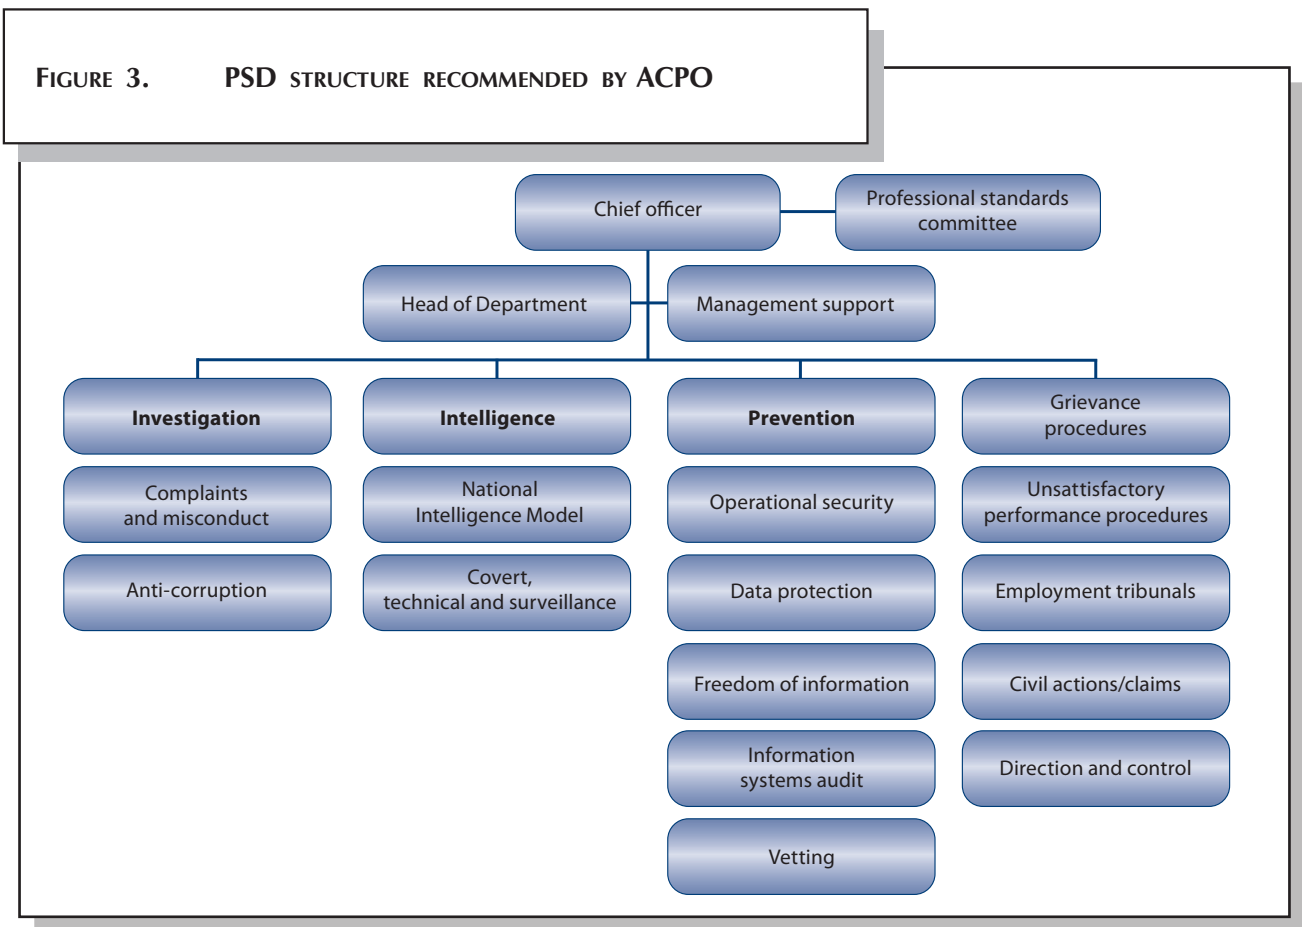 Figure 3. PSD structure recommended by ACPO
Chief officer
Professional standards
committee
Head of Department
Management support
Investigation
Complaints
and misconduct
Anti-corruption
Intelligence
National
Intelligence Model
Covert,
technical and surveillance
Prevention
Operational security
Data protection
Freedom of information
Information
systems audit
Vetting
Grievance
procedures
Unsatisfactory
performance procedures
Employment tribunals
Civil actions/claims
Direction and control